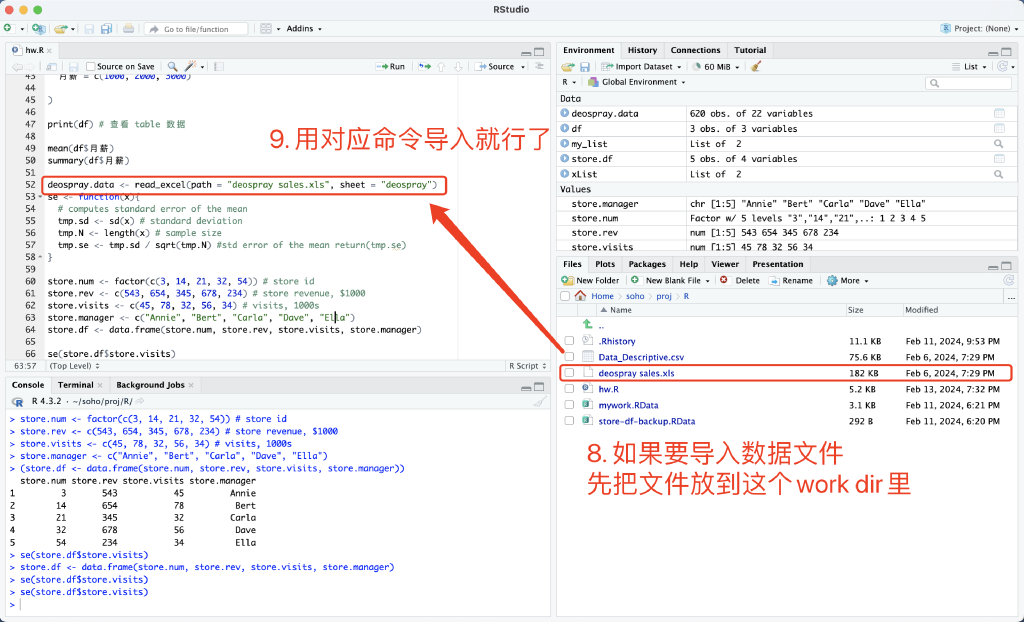 RStudio
Go to file/function
Addins
Project: (None)
hw.R
Source on Save
Run
Source
43 月薪 = c(1000, 2000, 3000)
44
45 )
46
47 print(df) # 查看 table 数据
48
49 mean(df$月薪)
50 summary(df$月薪)
51
52 deospray.data <- read_excel(path = "deospray sales.xls", sheet = "deospray")
53 se <- function(x){
54 # computes standard error of the mean
55 tmp.sd <- sd(x) # standard deviation
56 tmp.N <- length(x) # sample size
57 tmp.se <- tmp.sd / sqrt(tmp.N) #std error of the mean return(tmp.se)
58 }
59
60 store.num <- factor(c(3, 14, 21, 32, 54)) # store id
61 store.rev <- c(543, 654, 345, 678, 234) # store revenue, $1000
62 store.visits <- c(45, 78, 32, 56, 34) # visits, 1000s
63 store.manager <- c("Annie", "Bert", "Carla", "Dave", "Ella")
64 store.df <- data.frame(store.num, store.rev, store.visits, store.manager)
65
66 se(store.df$store.visits)
63:57 (Top Level) R Script
9. 用对应命令导入就行了
Console Terminal Background Jobs
R 4.3.2 · ~/soho/proj/R/
> store.num <- factor(c(3, 14, 21, 32, 54)) # store id
> store.rev <- c(543, 654, 345, 678, 234) # store revenue, $1000
> store.visits <- c(45, 78, 32, 56, 34) # visits, 1000s
> store.manager <- c("Annie", "Bert", "Carla", "Dave", "Ella")
> (store.df <- data.frame(store.num, store.rev, store.visits, store.manager))
store.num store.rev store.visits store.manager
1 3 543 45 Annie
2 14 654 78 Bert
3 21 345 32 Carla
4 32 678 56 Dave
5 54 234 34 Ella
> se(store.df$store.visits)
> store.df <- data.frame(store.num, store.rev, store.visits, store.manager)
> se(store.df$store.visits)
> se(store.df$store.visits)
>
Environment History Connections Tutorial
Import Dataset 60 MiB List
R Global Environment
Data
deospray.data 620 obs. of 22 variables
df 3 obs. of 3 variables
my_list List of 2
store.df 5 obs. of 4 variables
xList List of 2
Values
store.manager chr [1:5] "Annie" "Bert" "Carla" "Dave" "Ella"
store.num Factor w/ 5 levels "3","14","21",..: 1 2 3 4 5
store.rev num [1:5] 543 654 345 678 234
store.visits num [1:5] 45 78 32 56 34
Files Plots Packages Help Viewer Presentation
New Folder New Blank File Delete Rename More
Home soho proj R ...
Name Size Modified
..
.Rhistory 11.1 KB Feb 11, 2024, 9:53 PM
Data_Descriptive.csv 75.6 KB Feb 6, 2024, 7:29 PM
deospray sales.xls 182 KB Feb 6, 2024, 7:29 PM
hw.R 5.2 KB Feb 13, 2024, 7:32 PM
mywork.RData 3.1 KB Feb 11, 2024, 6:21 PM
store-df-backup.RData 292 B Feb 11, 2024, 6:20 PM
8. 如果要导入数据文件
先把文件放到这个 work dir 里